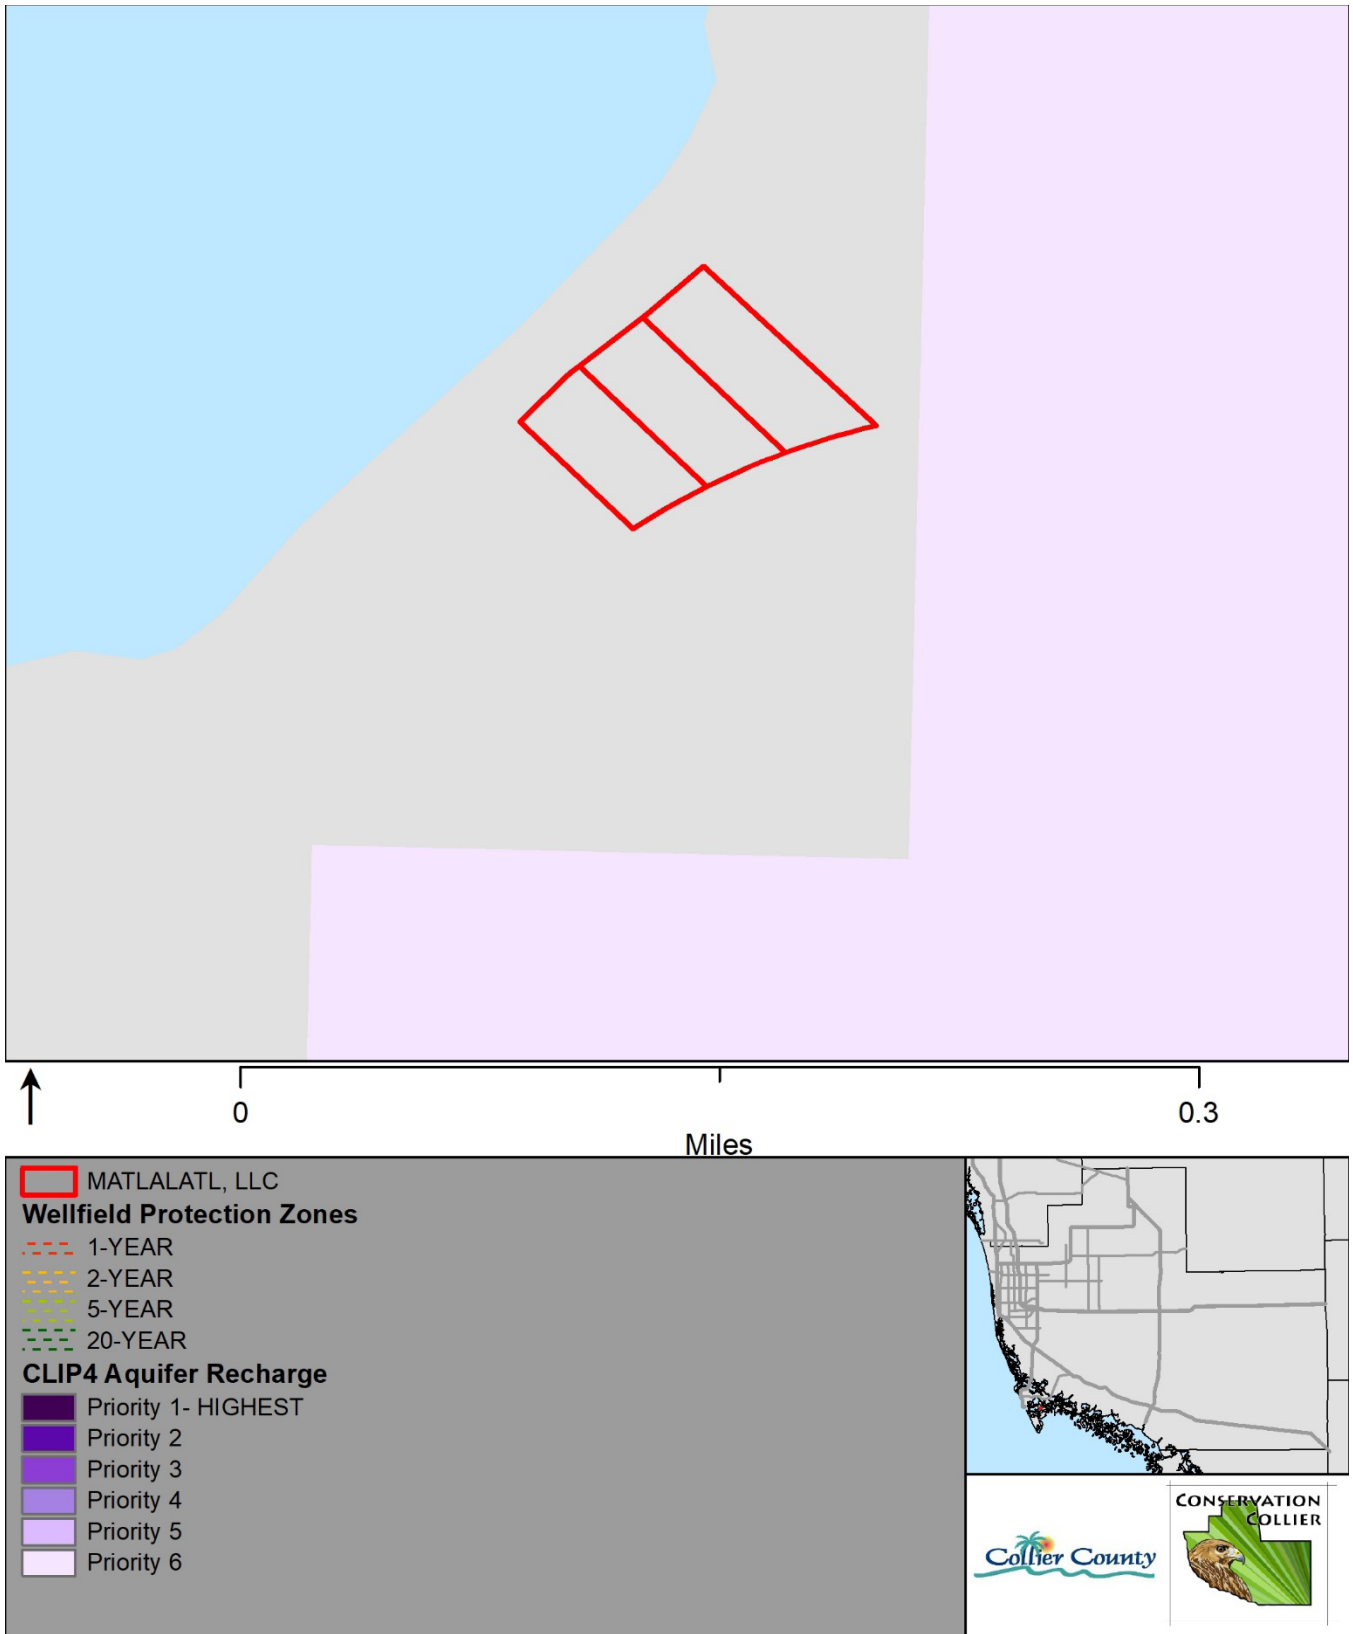 0
0.3
Miles
MATLALATL, LLC
Wellfield Protection Zones
1-YEAR
2-YEAR
5-YEAR
20-YEAR
CLIP4 Aquifer Recharge
Priority 1- HIGHEST
Priority 2
Priority 3
Priority 4
Priority 5
Priority 6
Collier County
CONSERVATION
COLLIER